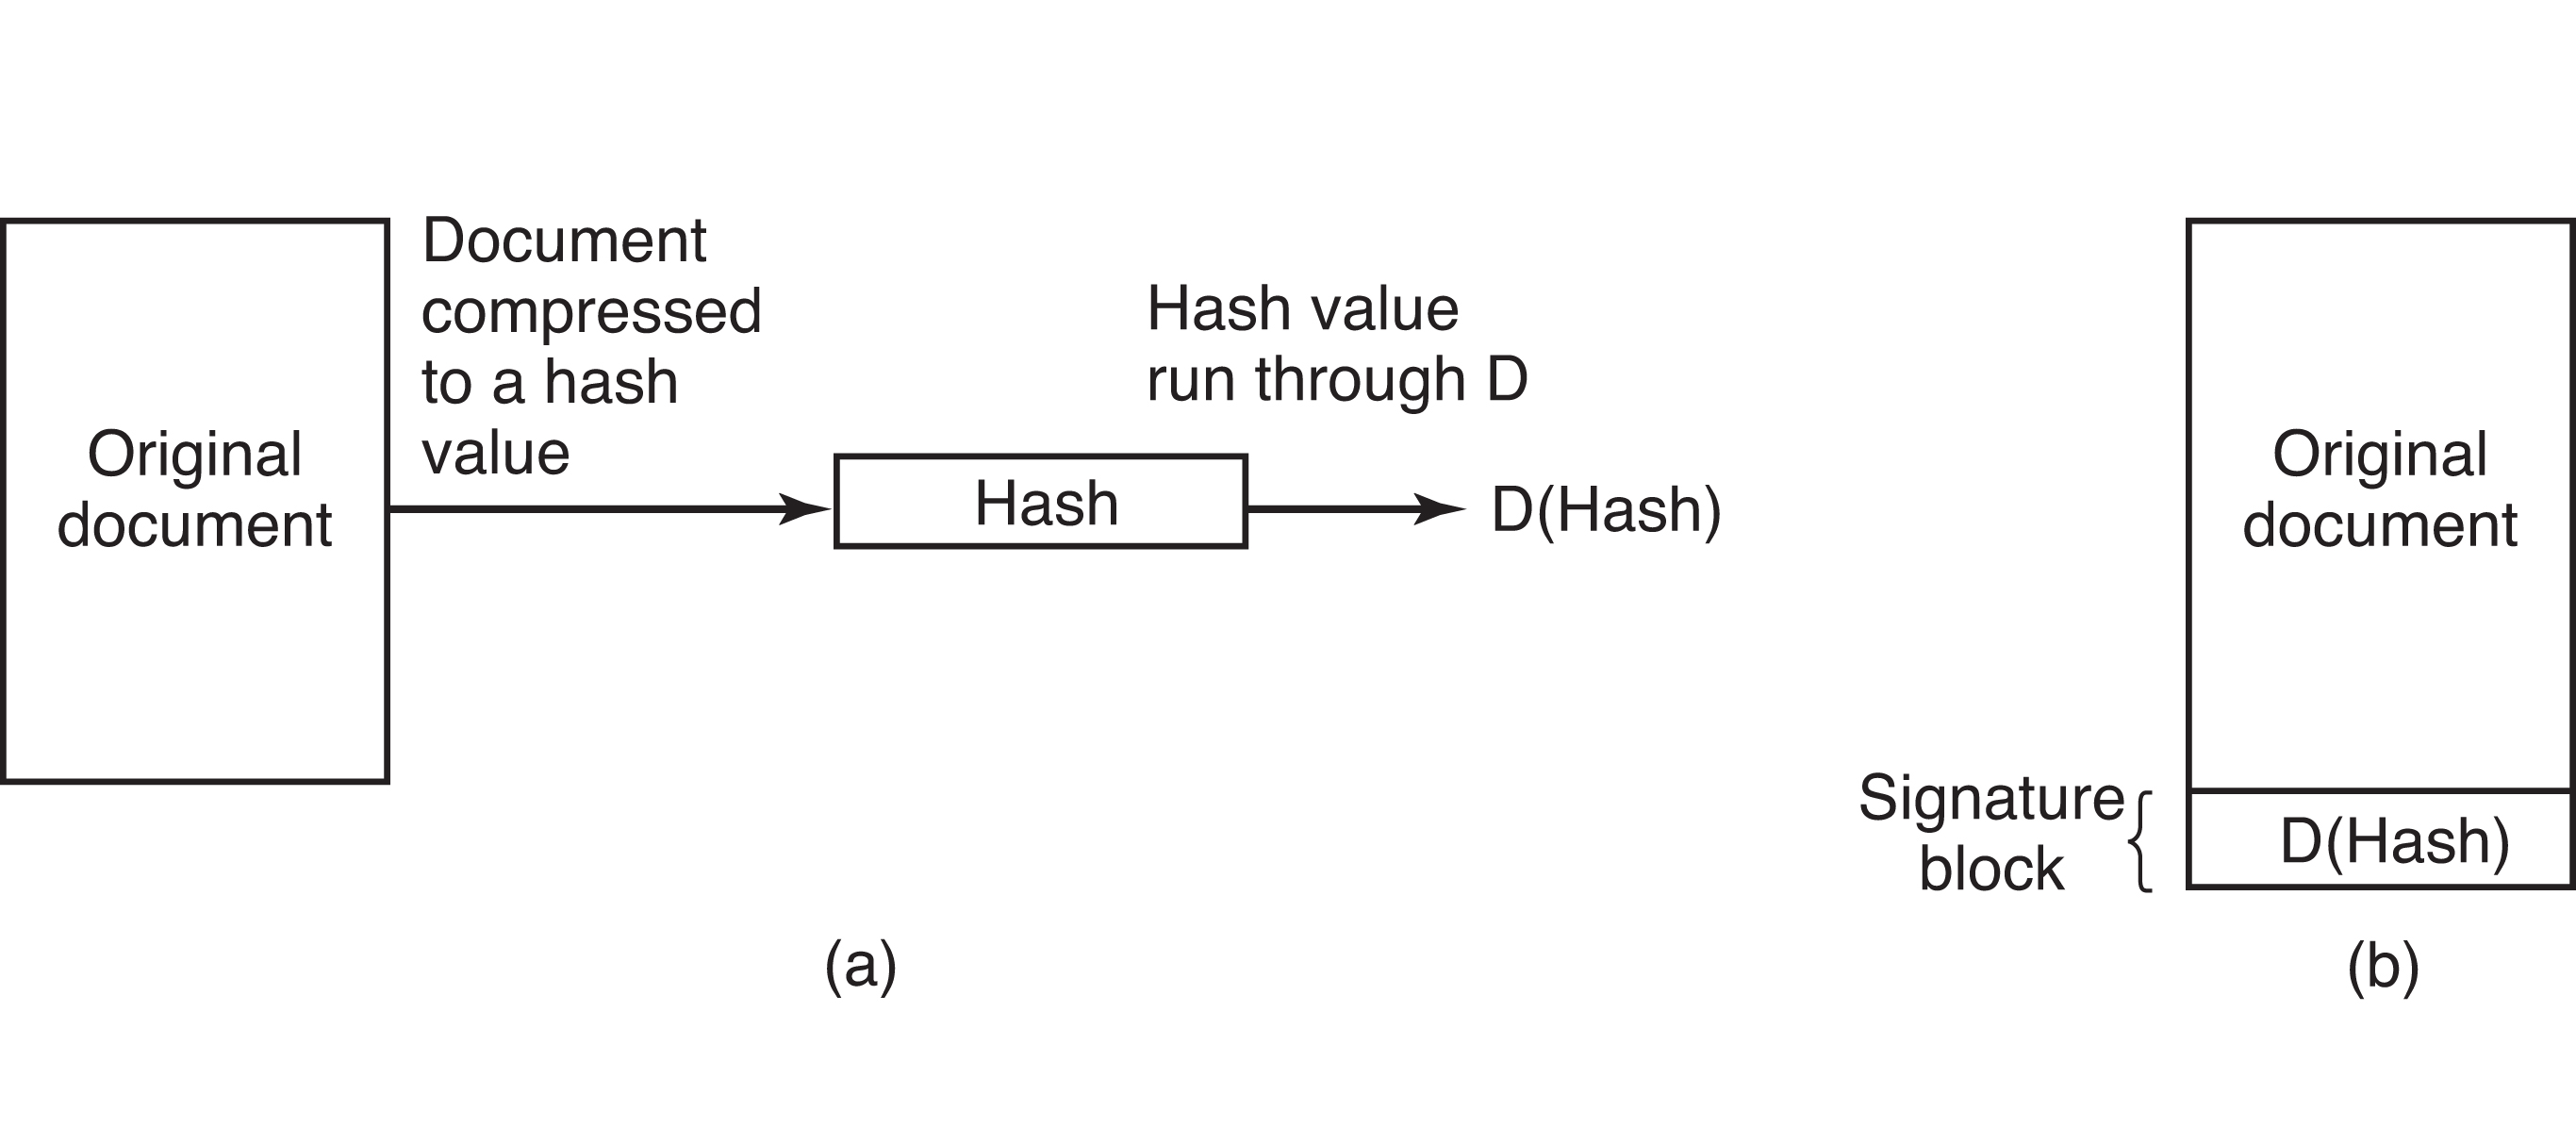 Original
document
Document
compressed
to a hash
value
Hash
Hash value
run through D
D(Hash)
(a)
Original
document
Signature
block
D(Hash)
(b)